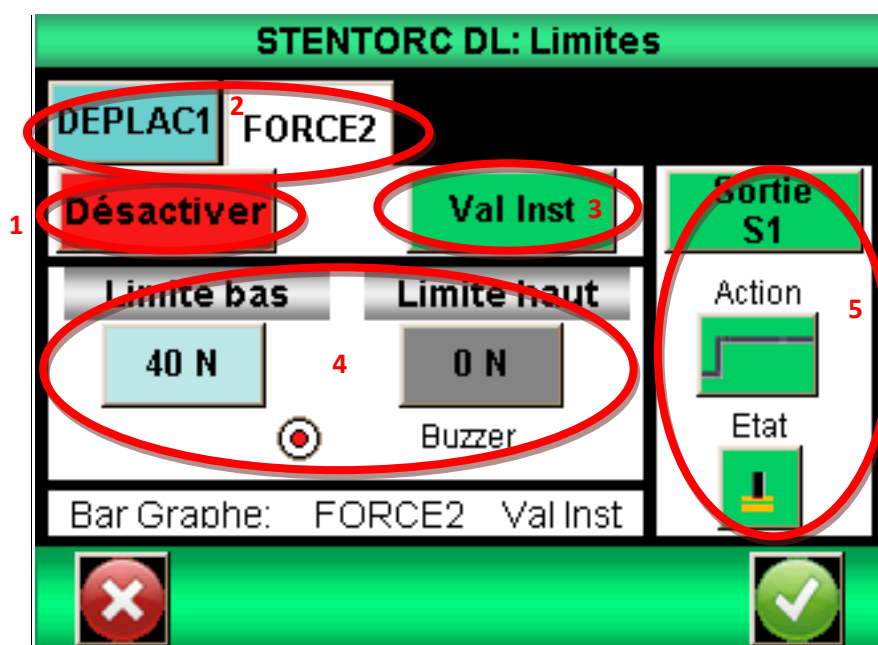 STENTORC DL: Limites
DEPLAC1 2 FORCE2
1 Désactiver Val Inst 3 Sortie
S1
Limite bas Limite haut Action
5
40 N 4 0 N
Buzzer Etat
Bar Graphe: FORCE2 Val Inst